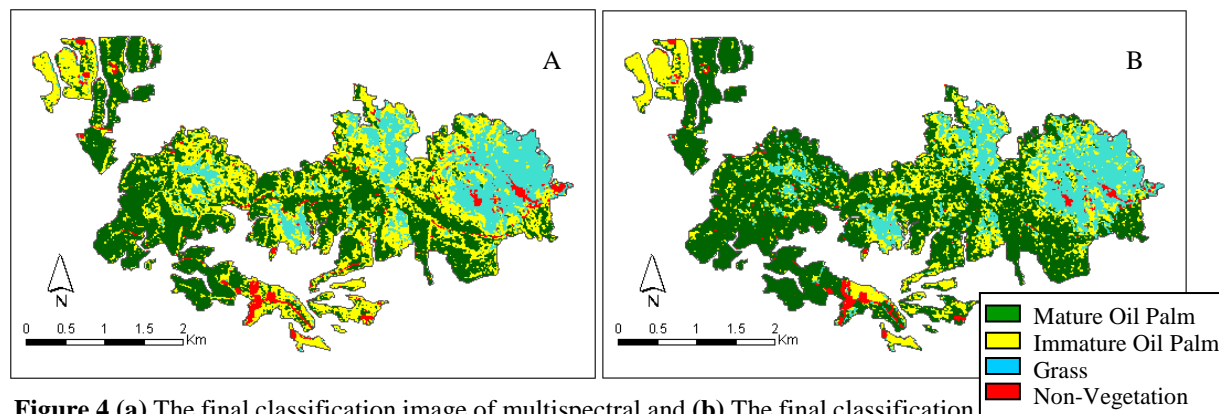 A
B
N
0 0.5 1 1.5 2
Km
N
0 0.5 1 1.5 2
Km
Mature Oil Palm
Immature Oil Palm
Grass
Non-Vegetation
Figure 4 (a) The final classification image of multispectral and (b) The final classification